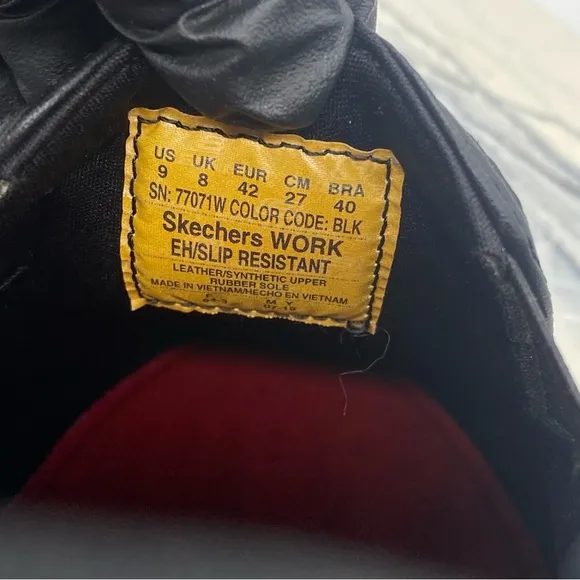 US UK EUR CM BRA
9 8 42 27 40
SN: 77071W COLOR CODE: BLK
Skechers WORK
EH/SLIP RESISTANT
LEATHER/SYNTHETIC UPPER
RUBBER SOLE
MADE IN VIETNAM/HECHO EN VIETNAM
M Y